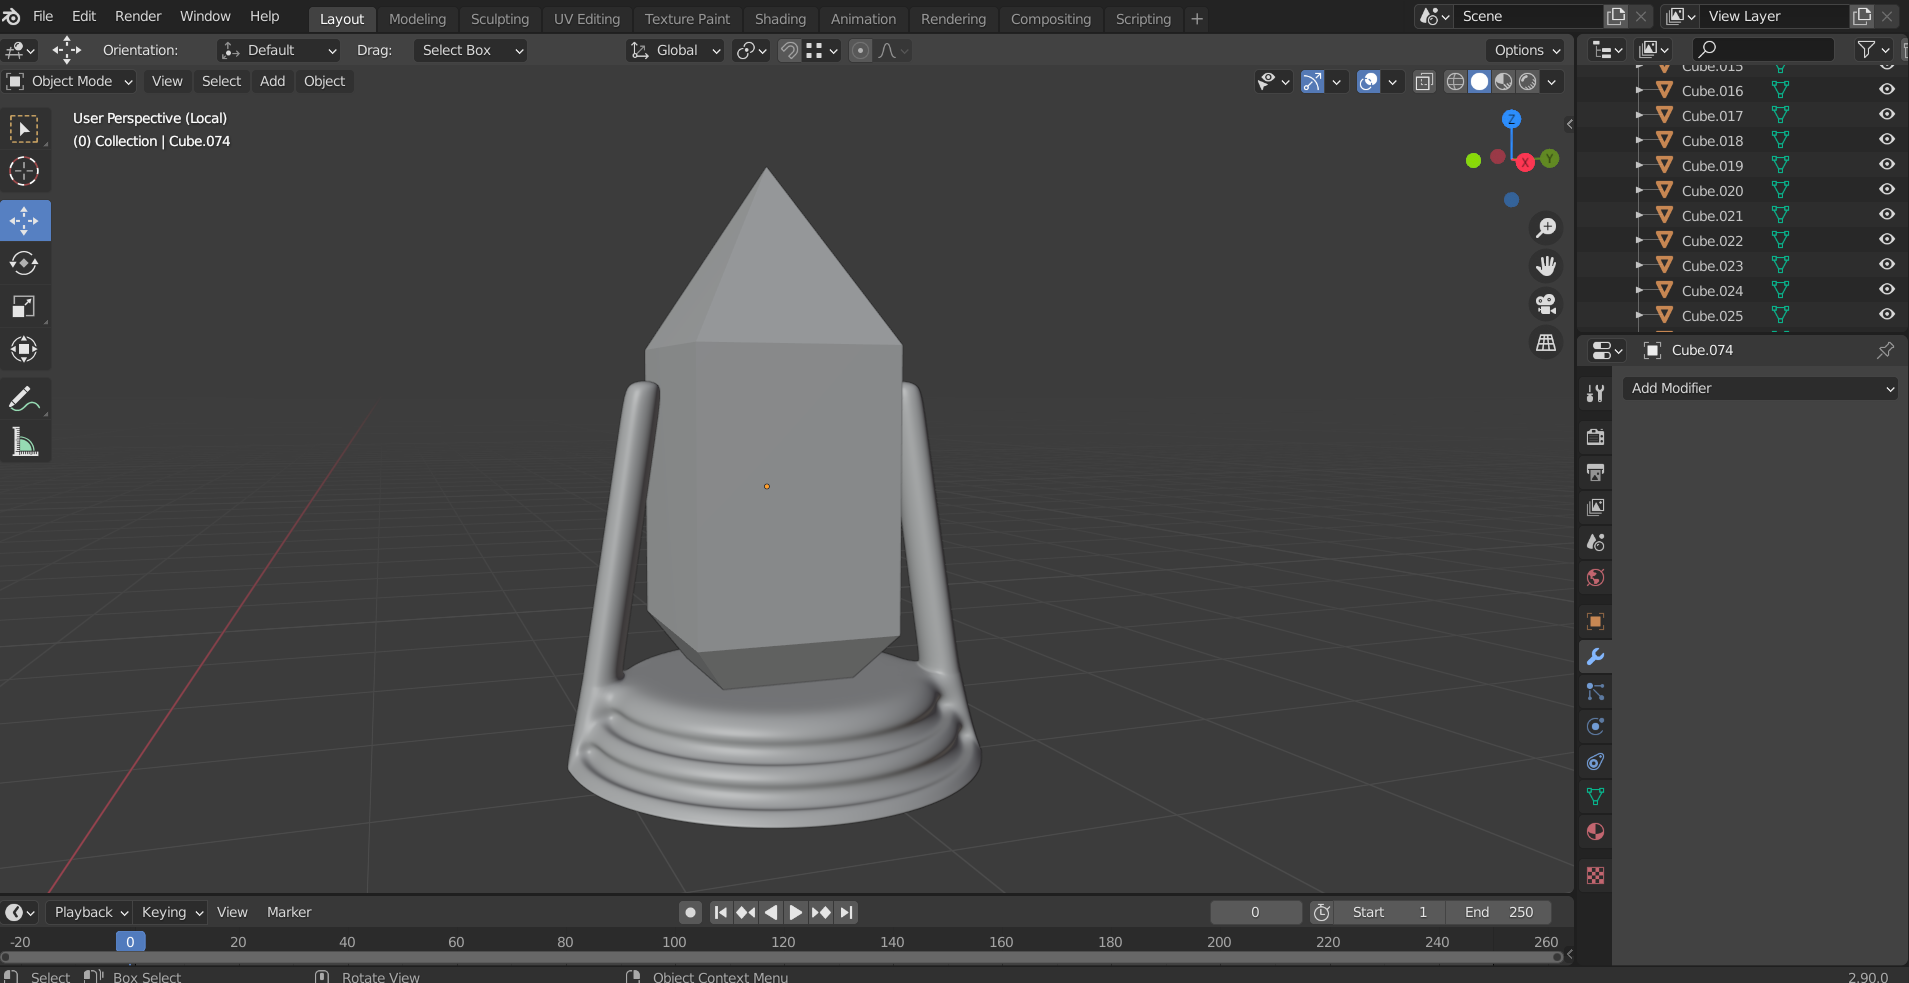 File Edit Render Window Help Layout Modeling Sculpting UV Editing Texture Paint Shading Animation Rendering Compositing Scripting + Scene View Layer
Orientation: Default Drag: Select Box Global Options
Object Mode View Select Add Object
User Perspective (Local)
(0) Collection | Cube.074
Z
X
Y
Cube.015
Cube.016
Cube.017
Cube.018
Cube.019
Cube.020
Cube.021
Cube.022
Cube.023
Cube.024
Cube.025
Cube.074
Add Modifier
Playback Keying View Marker 0 Start 1 End 250
-20 0 20 40 60 80 100 120 140 160 180 200 220 240 260
Select Box Select Rotate View Object Context Menu 2.90.0